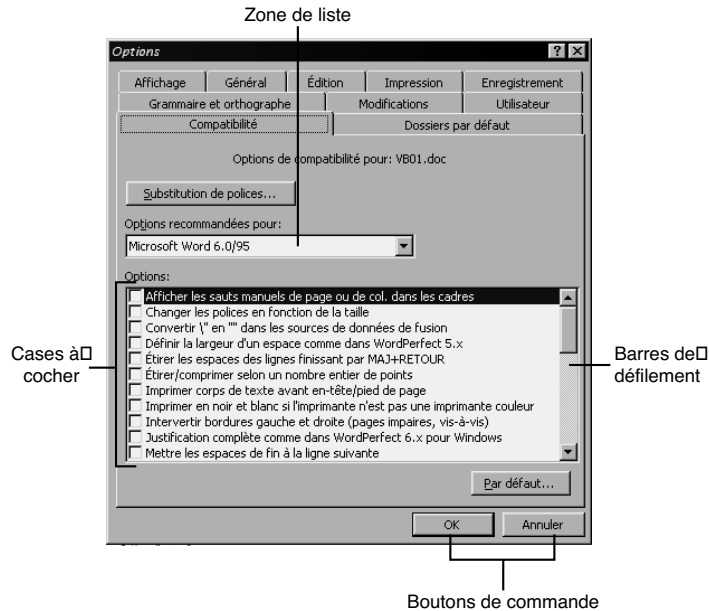 Zone de liste
Options
Affichage Général Édition Impression Enregistrement
Grammaire et orthographe Modifications Utilisateur
Compatibilité Dossiers par défaut
Options de compatibilité pour: VB01.doc
Substitution de polices...
Options recommandées pour:
Microsoft Word 6.0/95
Options:
Afficher les sauts manuels de page ou de col. dans les cadres
Changer les polices en fonction de la taille
Convertir \" en "" dans les sources de données de fusion
Définir la largeur d'un espace comme dans WordPerfect 5.x
Étirer les espaces des lignes finissant par MAJ+RETOUR
Étirer/comprimer selon un nombre entier de points
Imprimer corps de texte avant en-tête/pied de page
Imprimer en noir et blanc si l'imprimante n'est pas une imprimante couleur
Intervertir bordures gauche et droite (pages impaires, vis-à-vis)
Justification complète comme dans WordPerfect 6.x pour Windows
Mettre les espaces de fin à la ligne suivante
Cases à
cocher
Barres de
défilement
Par défaut...
OK Annuler
Boutons de commande